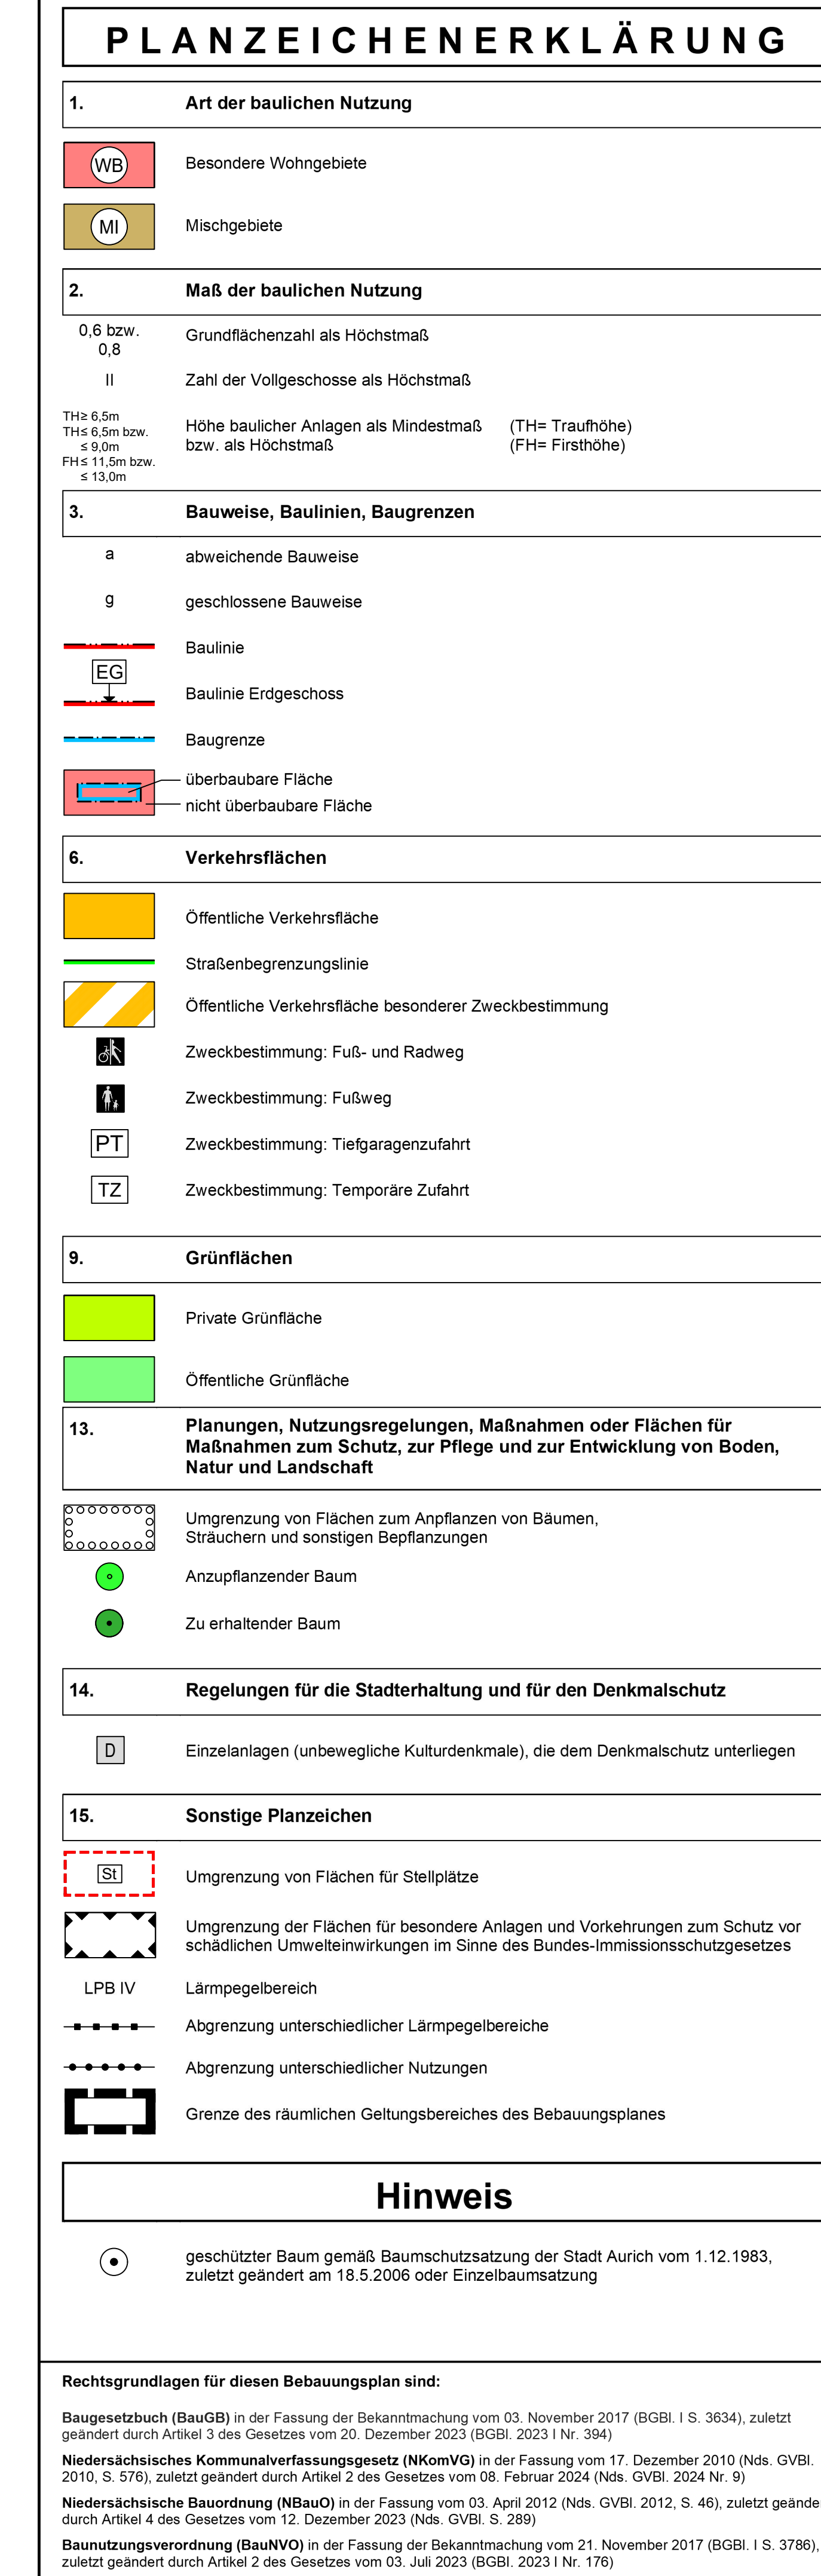 PLANZEICHENERKLÄRUNG
1. Art der baulichen Nutzung
WB Besondere Wohngebiete
MI Mischgebiete
2. Maß der baulichen Nutzung
0,6 bzw.
0,8
Grundflächenzahl als Höchstmaß
II Zahl der Vollgeschosse als Höchstmaß
TH≥ 6,5m
TH≤ 6,5m bzw.
≤ 9,0m
FH≤ 11,5m bzw.
≤ 13,0m
Höhe baulicher Anlagen als Mindestmaß (TH= Traufhöhe)
bzw. als Höchstmaß (FH= Firsthöhe)
3. Bauweise, Baulinien, Baugrenzen
a abweichende Bauweise
g geschlossene Bauweise
Baulinie
EG
Baulinie Erdgeschoss
Baugrenze
überbaubare Fläche
nicht überbaubare Fläche
6. Verkehrsflächen
Öffentliche Verkehrsfläche
Straßenbegrenzungslinie
Öffentliche Verkehrsfläche besonderer Zweckbestimmung
Zweckbestimmung: Fuß- und Radweg
Zweckbestimmung: Fußweg
PT Zweckbestimmung: Tiefgaragenzufahrt
TZ Zweckbestimmung: Temporäre Zufahrt
9. Grünflächen
Private Grünfläche
Öffentliche Grünfläche
13. Planungen, Nutzungsregelungen, Maßnahmen oder Flächen für
Maßnahmen zum Schutz, zur Pflege und zur Entwicklung von Boden,
Natur und Landschaft
Umgrenzung von Flächen zum Anpflanzen von Bäumen,
Sträuchern und sonstigen Bepflanzungen
Anzupflanzender Baum
Zu erhaltender Baum
14. Regelungen für die Stadterhaltung und für den Denkmalschutz
D Einzelanlagen (unbewegliche Kulturdenkmale), die dem Denkmalschutz unterliegen
15. Sonstige Planzeichen
St Umgrenzung von Flächen für Stellplätze
Umgrenzung der Flächen für besondere Anlagen und Vorkehrungen zum Schutz vor
schädlichen Umwelteinwirkungen im Sinne des Bundes-Immissionsschutzgesetzes
LPB IV Lärmpegelbereich
Abgrenzung unterschiedlicher Lärmpegelbereiche
Abgrenzung unterschiedlicher Nutzungen
Grenze des räumlichen Geltungsbereiches des Bebauungsplanes
Hinweis
geschützter Baum gemäß Baumschutzsatzung der Stadt Aurich vom 1.12.1983,
zuletzt geändert am 18.5.2006 oder Einzelbaumsatzung
Rechtsgrundlagen für diesen Bebauungsplan sind:
Baugesetzbuch (BauGB) in der Fassung der Bekanntmachung vom 03. November 2017 (BGBl. I S. 3634), zuletzt
geändert durch Artikel 3 des Gesetzes vom 20. Dezember 2023 (BGBl. 2023 I Nr. 394)
Niedersächsisches Kommunalverfassungsgesetz (NKomVG) in der Fassung vom 17. Dezember 2010 (Nds. GVBl.
2010, S. 576), zuletzt geändert durch Artikel 2 des Gesetzes vom 08. Februar 2024 (Nds. GVBl. 2024 Nr. 9)
Niedersächsische Bauordnung (NBauO) in der Fassung vom 03. April 2012 (Nds. GVBl. 2012, S. 46), zuletzt geände
durch Artikel 4 des Gesetzes vom 12. Dezember 2023 (Nds. GVBl. S. 289)
Baunutzungsverordnung (BauNVO) in der Fassung der Bekanntmachung vom 21. November 2017 (BGBl. I S. 3786),
zuletzt geändert durch Artikel 2 des Gesetzes vom 03. Juli 2023 (BGBl. 2023 I Nr. 176)